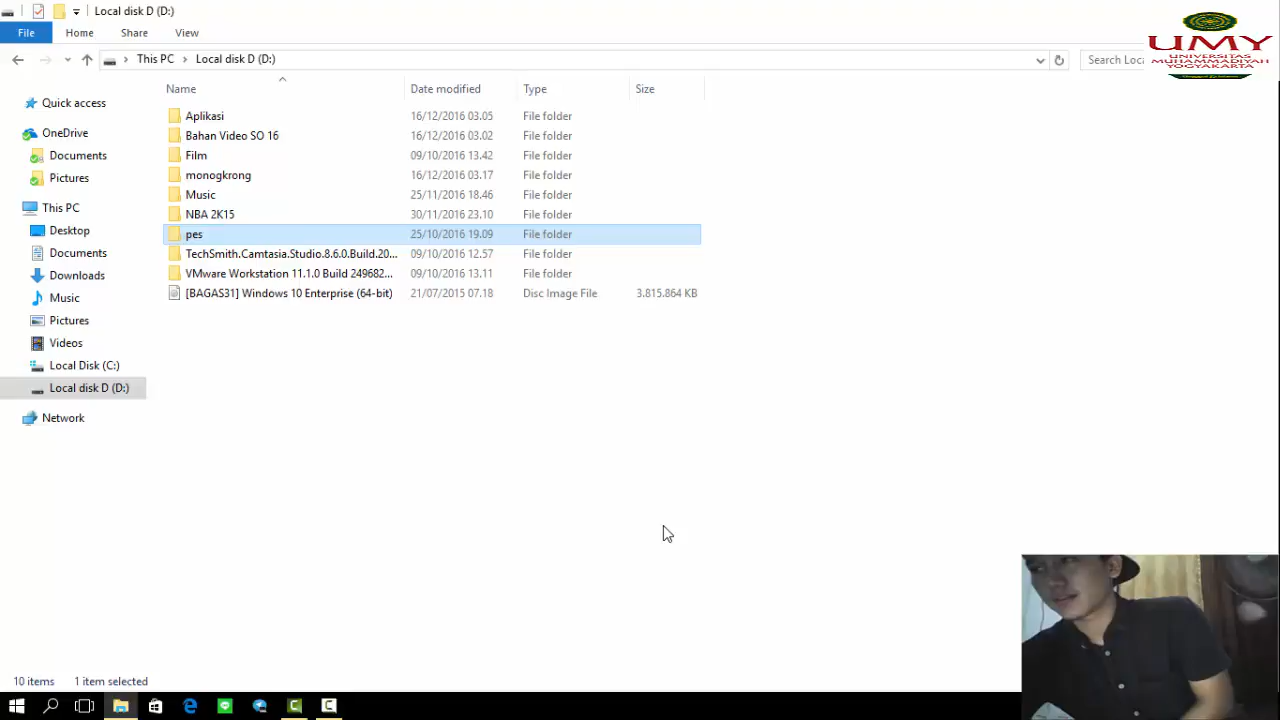 Local disk D (D:)
File Home Share View
This PC Local disk D (D:)
Search Loca
UMY
UNIVERSITAS
MUHAMMADIYAH
YOGYAKARTA
Name Date modified Type Size
Quick access
OneDrive
Documents
Pictures
This PC
Desktop
Documents
Downloads
Music
Pictures
Videos
Local Disk (C:)
Local disk D (D:)
Network
Aplikasi 16/12/2016 03.05 File folder
Bahan Video SO 16 16/12/2016 03.02 File folder
Film 09/10/2016 13.42 File folder
monogkrong 16/12/2016 03.17 File folder
Music 25/11/2016 18.46 File folder
NBA 2K15 30/11/2016 23.10 File folder
pes 25/10/2016 19.09 File folder
TechSmith.Camtasia.Studio.8.6.0.Build.20... 09/10/2016 12.57 File folder
VMware Workstation 11.1.0 Build 249682... 09/10/2016 13.11 File folder
[BAGAS31] Windows 10 Enterprise (64-bit) 21/07/2015 07.18 Disc Image File 3.815.864 KB
10 items 1 item selected